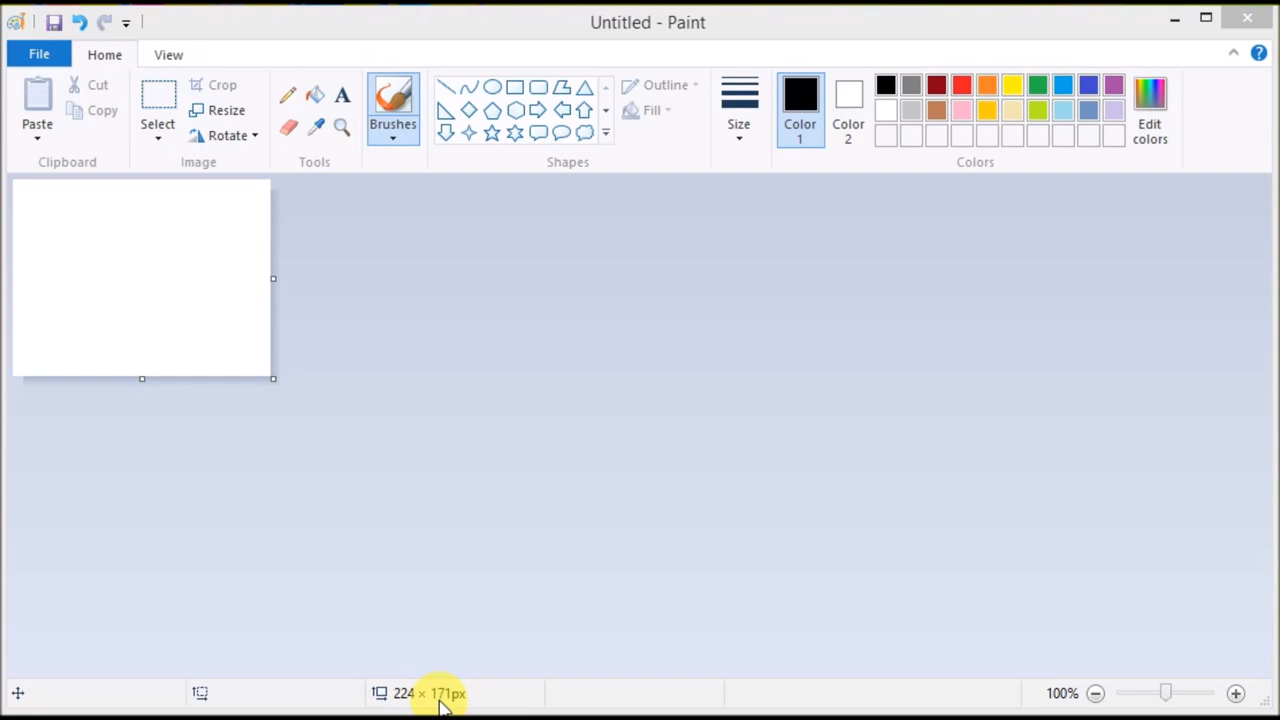 Untitled - Paint
File Home View
Paste
Cut
Copy
Clipboard
Select
Crop
Resize
Rotate
Image
A
Tools
Brushes
Outline
Fill
Shapes
Size
Color 1
Color 2
Edit colors
Colors
224 × 171px
100%